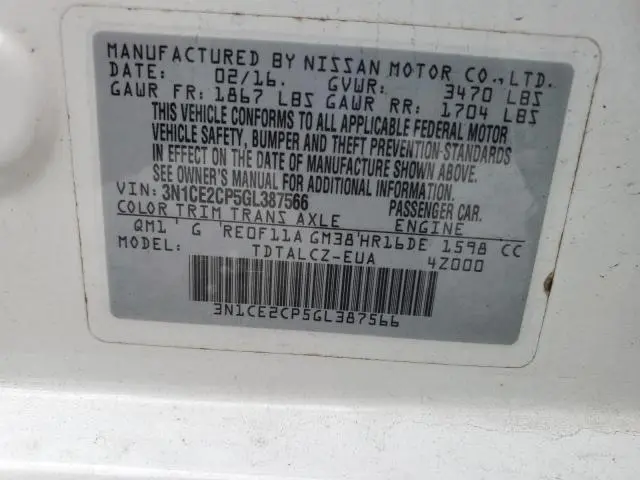 MANUFACTURED BY NISSAN MOTOR CO., LTD.
DATE: 02/16. GVWR: 3470 LBS
GAWR FR: 1867 LBS GAWR RR: 1704 LBS
THIS VEHICLE CONFORMS TO ALL APPLICABLE FEDERAL MOTOR
VEHICLE SAFETY, BUMPER AND THEFT PREVENTION-STANDARDS
IN EFFECT ON THE DATE OF MANUFACTURE SHOWN ABOVE.
SEE OWNER'S MANUAL FOR ADDITIONAL INFORMATION.
VIN: 3N1CE2CP5GL387566 PASSENGER CAR.
COLOR TRIM TRANS AXLE ENGINE
QM1' G 'RE0F11A GM38'HR16DE 1598 CC
MODEL: TDTALCZ-EUA 4Z000
3N1CE2CP5GL387566